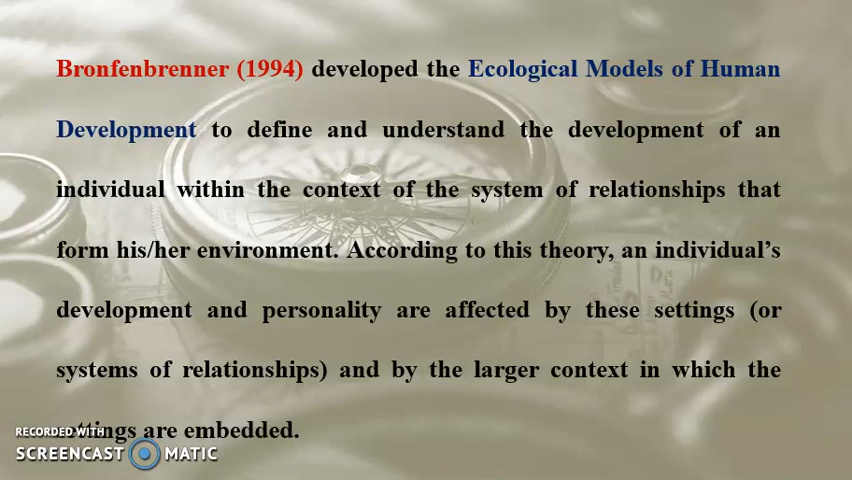 Bronfenbrenner (1994) developed the Ecological Models of Human
Development to define and understand the development of an
individual within the context of the system of relationships that
form his/her environment. According to this theory, an individual's
development and personality are affected by these settings (or
systems of relationships) and by the larger context in which the
settings are embedded.
RECORDED WITH
SCREENCAST MATIC